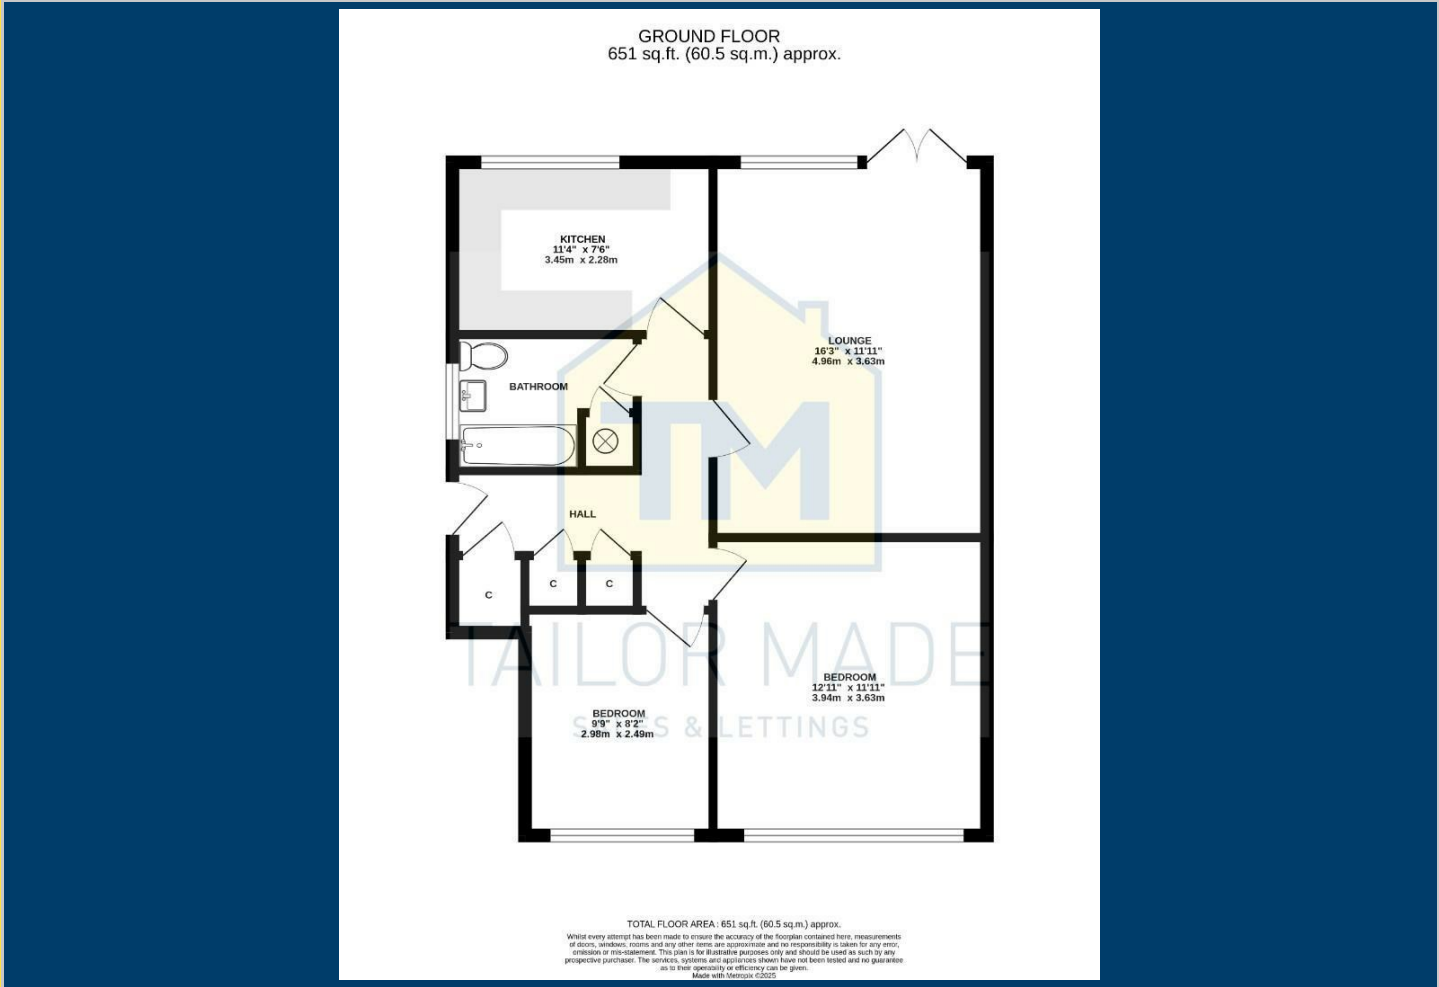 GROUND FLOOR
651 sq.ft. (60.5 sq.m.) approx.
KITCHEN
11'4" x 7'6"
3.45m x 2.28m
LOUNGE
16'3" x 11'11"
4.96m x 3.63m
BATHROOM
TM
HALL
C
C
C
TAILOR MADE
SALES & LETTINGS
BEDROOM
12'11" x 11'11"
3.94m x 3.63m
BEDROOM
9'9" x 8'2"
2.98m x 2.49m
TOTAL FLOOR AREA : 651 sq.ft. (60.5 sq.m.) approx.
Whilst every attempt has been made to ensure the accuracy of the floorplan contained here, measurements
of doors, windows, rooms and any other items are approximate and no responsibility is taken for any error,
omission or mis-statement. This plan is for illustrative purposes only and should be used as such by any
prospective purchaser. The services, systems and appliances shown have not been tested and no guarantee
as to their operability or efficiency can be given.
Made with Metropix ©2025